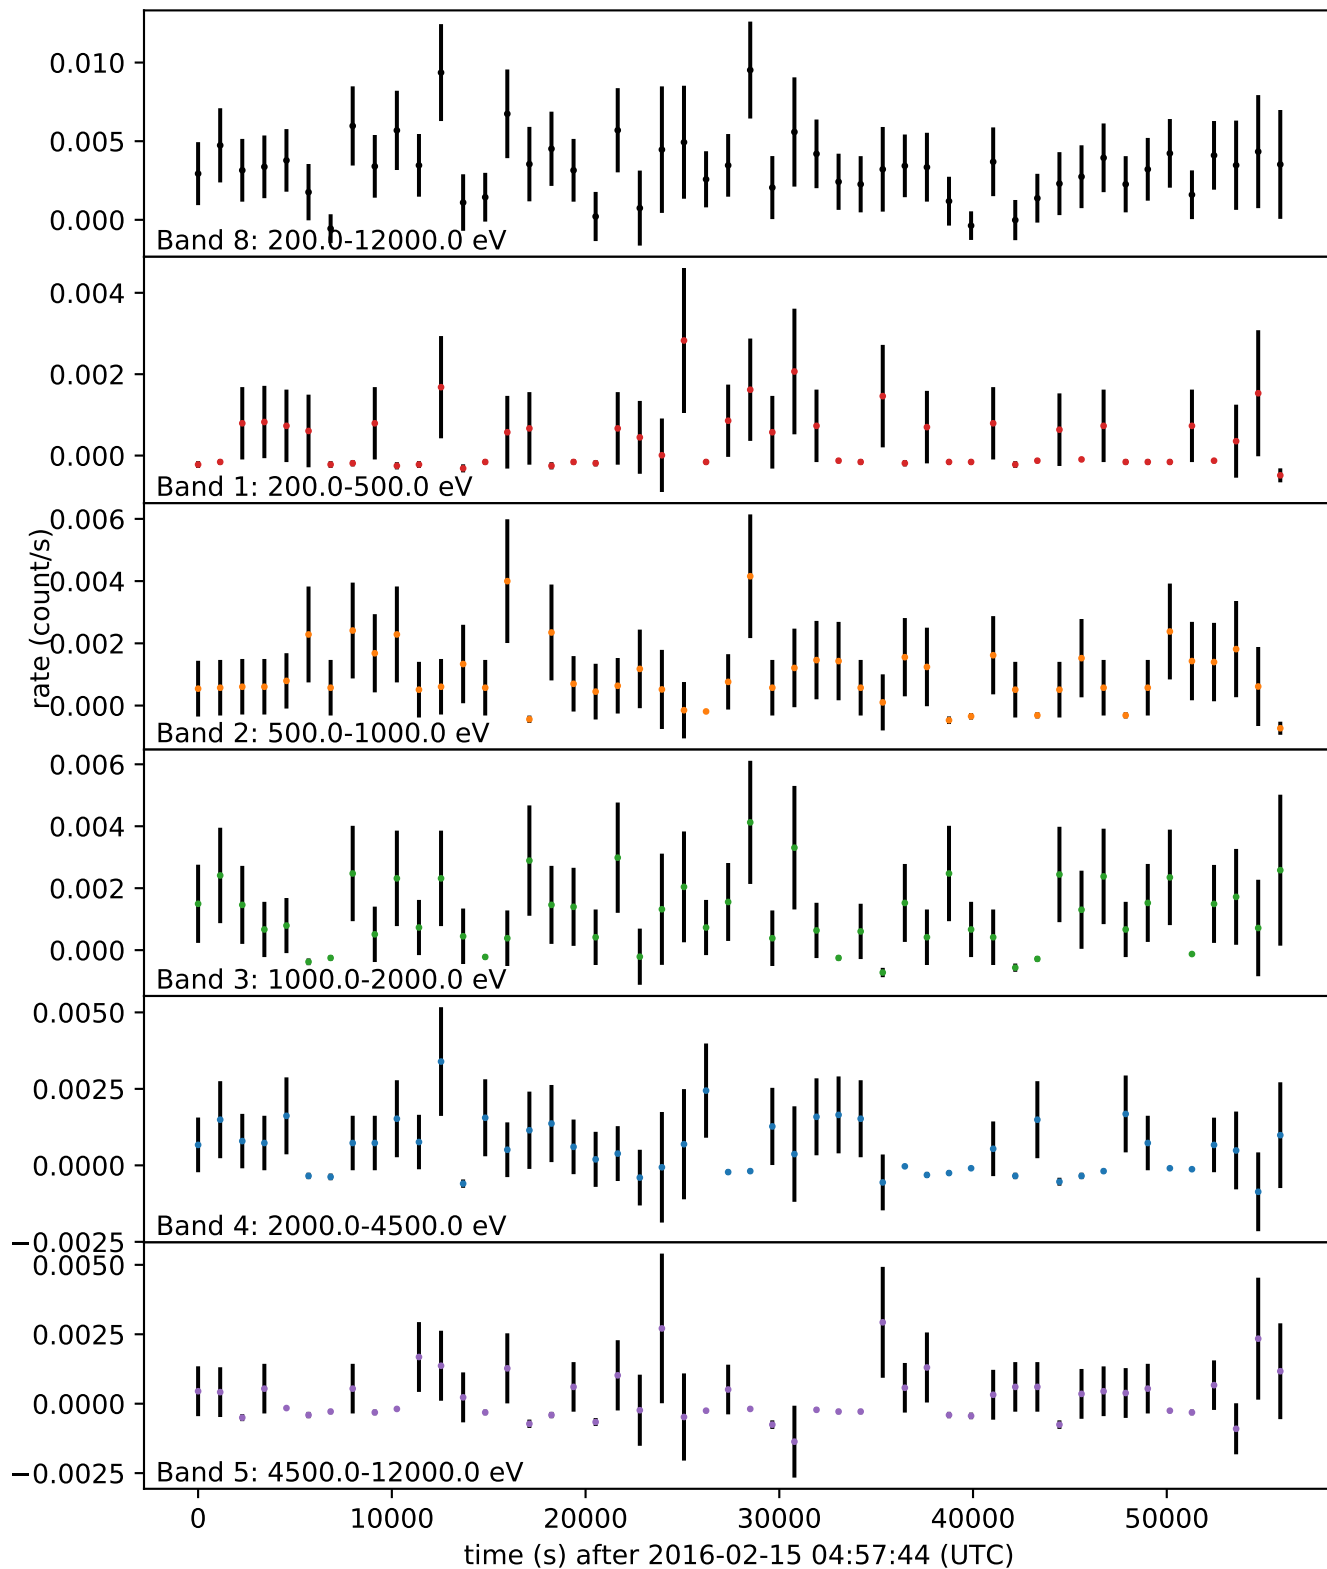 0.010
0.005
0.000
Band 8: 200.0-12000.0 eV
0.004
0.002
0.000
Band 1: 200.0-500.0 eV
0.006
0.004
0.002
0.000
rate (count/s)
Band 2: 500.0-1000.0 eV
0.006
0.004
0.002
0.000
Band 3: 1000.0-2000.0 eV
0.0050
0.0025
0.0000
−0.0025
Band 4: 2000.0-4500.0 eV
0.0050
0.0025
0.0000
−0.0025
Band 5: 4500.0-12000.0 eV
0 10000 20000 30000 40000 50000
time (s) after 2016-02-15 04:57:44 (UTC)